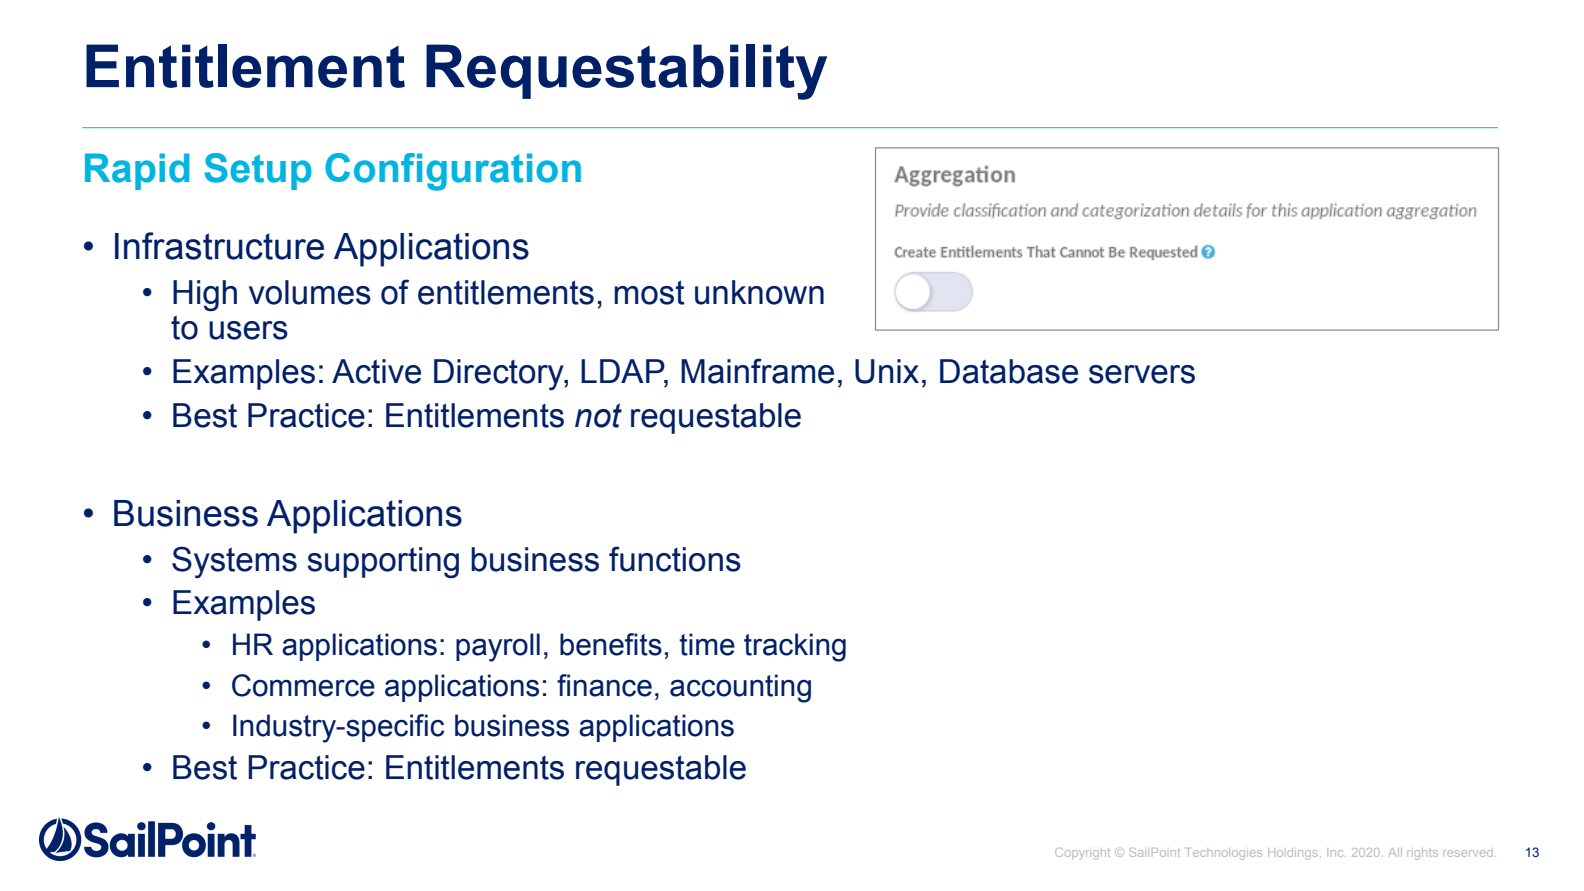 Entitlement Requestability
Rapid Setup Configuration
Aggregation
Provide classification and categorization details for this application aggregation
Create Entitlements That Cannot Be Requested ?
• Infrastructure Applications
• High volumes of entitlements, most unknown
to users
• Examples: Active Directory, LDAP, Mainframe, Unix, Database servers
• Best Practice: Entitlements not requestable
• Business Applications
• Systems supporting business functions
• Examples
• HR applications: payroll, benefits, time tracking
• Commerce applications: finance, accounting
• Industry-specific business applications
• Best Practice: Entitlements requestable
SailPoint
Copyright © SailPoint Technologies Holdings, Inc. 2020. All rights reserved.
13